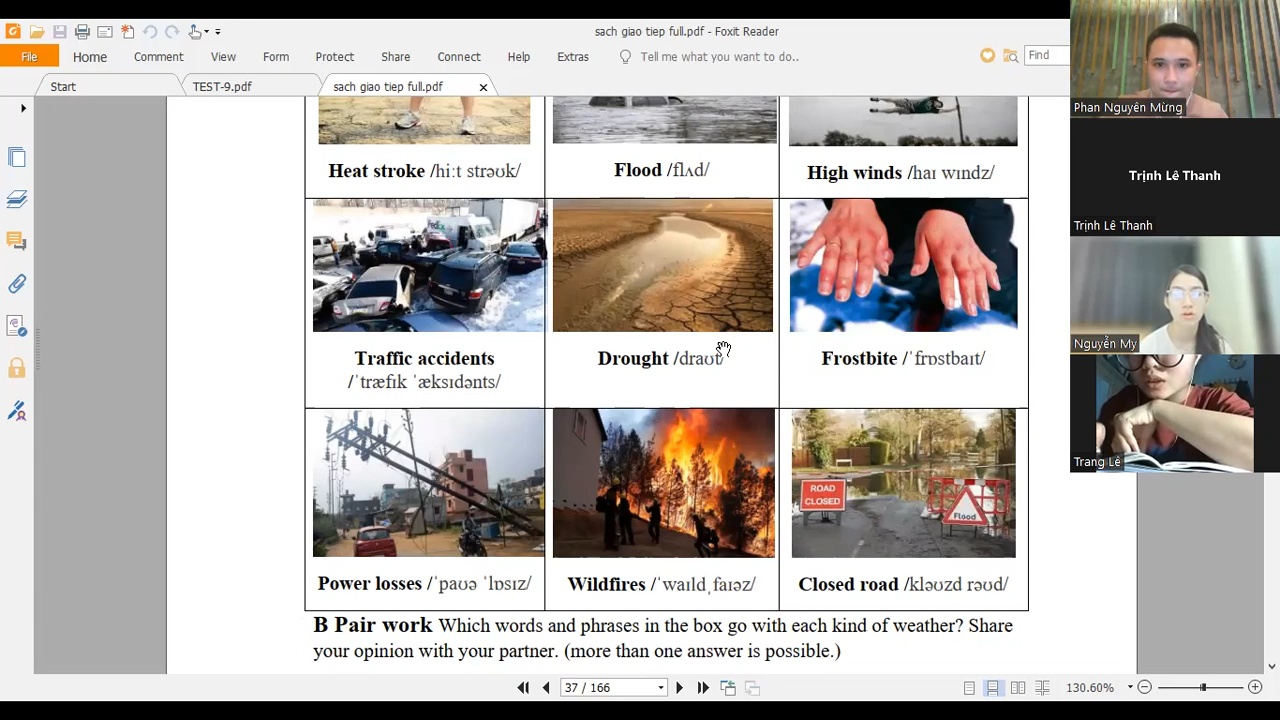 sach giao tiep full.pdf - Foxit Reader
File Home Comment View Form Protect Share Connect Help Extras Tell me what you want to do.. Find
Start TEST-9.pdf sach giao tiep full.pdf
Heat stroke /hiːt strəʊk/
Flood /flʌd/
High winds /haɪ wɪndz/
FedEx
Traffic accidents
/ˈtræfɪk ˈæksɪdənts/
Drought /draʊt/
Frostbite /ˈfrɒstbaɪt/
ROAD
CLOSED
Flood
Power losses /ˈpaʊə ˈlɒsɪz/
Wildfires /ˈwaɪldˌfaɪəz/
Closed road /kləʊzd rəʊd/
B Pair work Which words and phrases in the box go with each kind of weather? Share
your opinion with your partner. (more than one answer is possible.)
37 / 166
130.60%
Phan Nguyên Mừng
Trịnh Lê Thanh
Trịnh Lê Thanh
Nguyễn My
Trang Lê